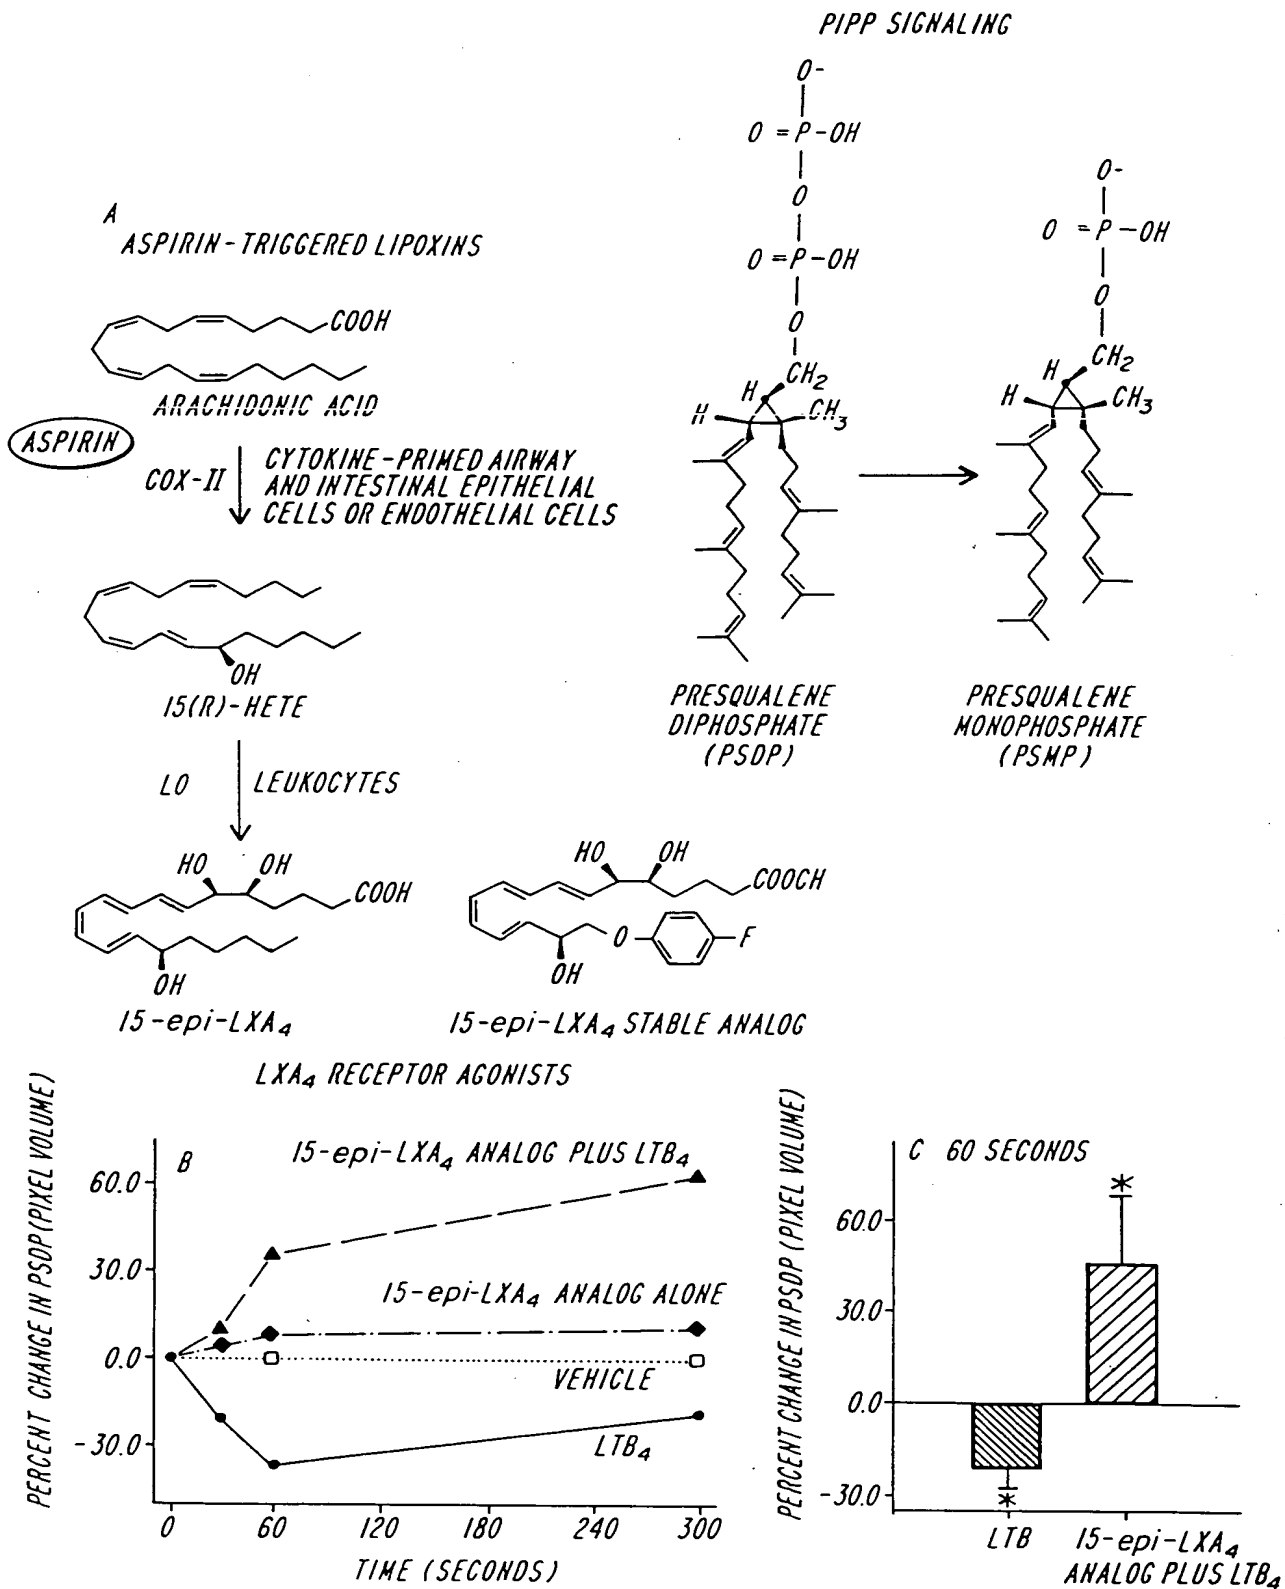 PIPP SIGNALING
O-
O = P - OH
O
O = P - OH
O
CH2
H
H
CH3
PRESQUALENE
DIPHOSPHATE
(PSDP)
O-
O = P - OH
O
CH2
H
H
CH3
PRESQUALENE
MONOPHOSPHATE
(PSMP)
A
ASPIRIN-TRIGGERED LIPOXINS
COOH
ARACHIDONIC ACID
ASPIRIN
COX-II
CYTOKINE-PRIMED AIRWAY
AND INTESTINAL EPITHELIAL
CELLS OR ENDOTHELIAL CELLS
OH
15(R)-HETE
LO
LEUKOCYTES
HO OH
COOH
OH
15-epi-LXA4
HO OH
COOCH
O
F
OH
15-epi-LXA4 STABLE ANALOG
LXA4 RECEPTOR AGONISTS
B
PERCENT CHANGE IN PSDP (PIXEL VOLUME)
60.0
30.0
0.0
-30.0
15-epi-LXA4 ANALOG PLUS LTB4
15-epi-LXA4 ANALOG ALONE
VEHICLE
LTB4
0 60 120 180 240 300
TIME (SECONDS)
C 60 SECONDS
PERCENT CHANGE IN PSDP (PIXEL VOLUME)
60.0
30.0
0.0
-30.0
*
*
LTB
15-epi-LXA4
ANALOG PLUS LTB4